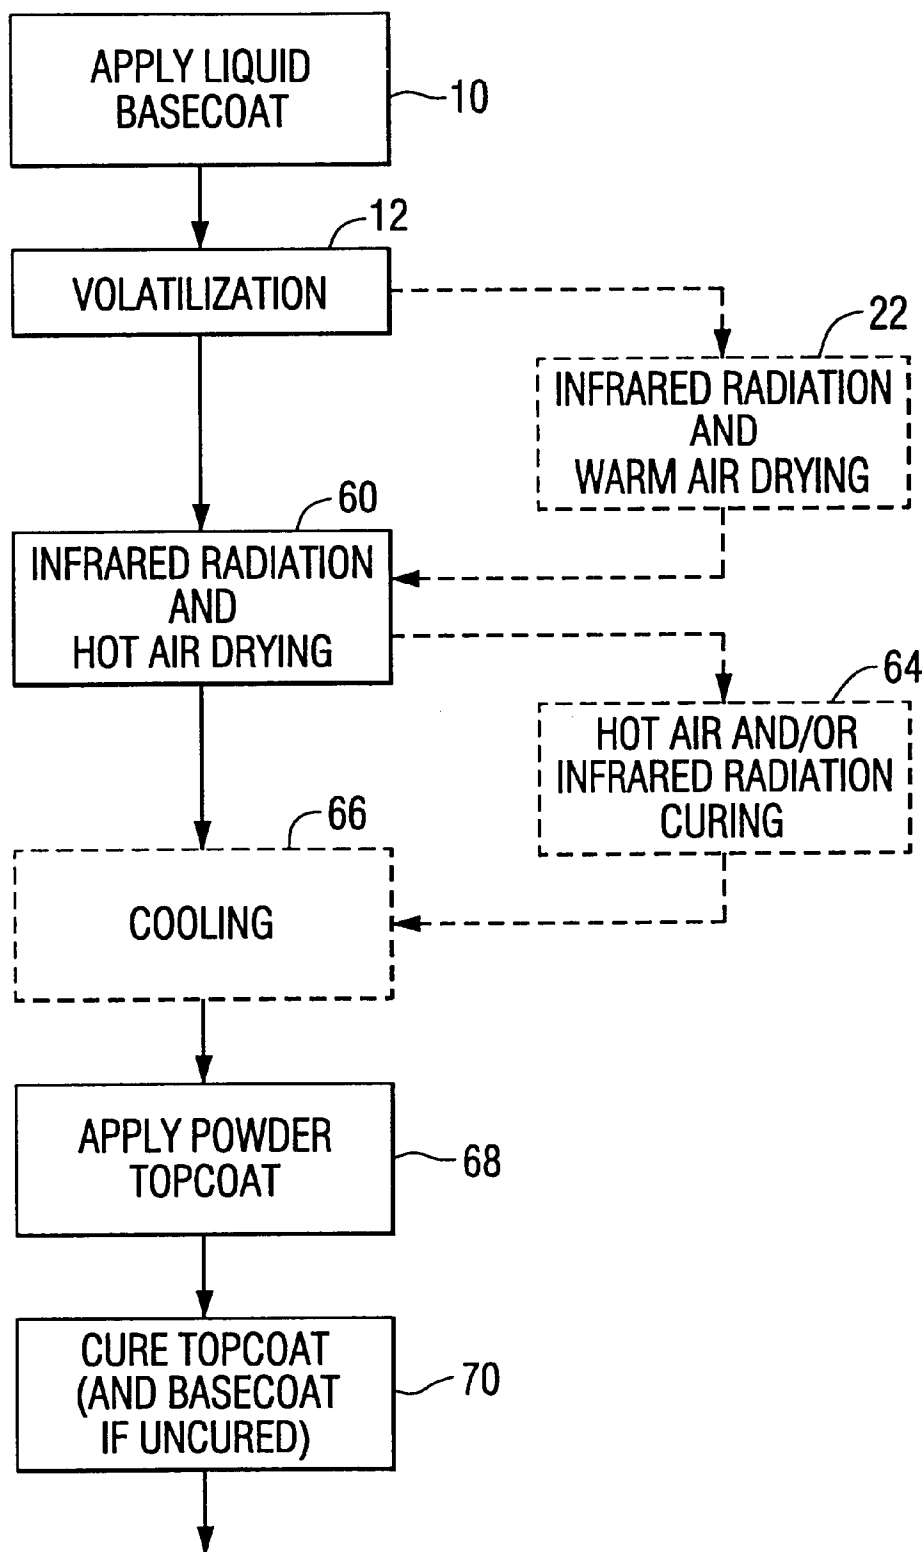 APPLY LIQUID
BASECOAT
10
12
VOLATILIZATION
22
INFRARED RADIATION
AND
WARM AIR DRYING
60
INFRARED RADIATION
AND
HOT AIR DRYING
64
HOT AIR AND/OR
INFRARED RADIATION
CURING
66
COOLING
APPLY POWDER
TOPCOAT
68
CURE TOPCOAT
(AND BASECOAT
IF UNCURED)
70